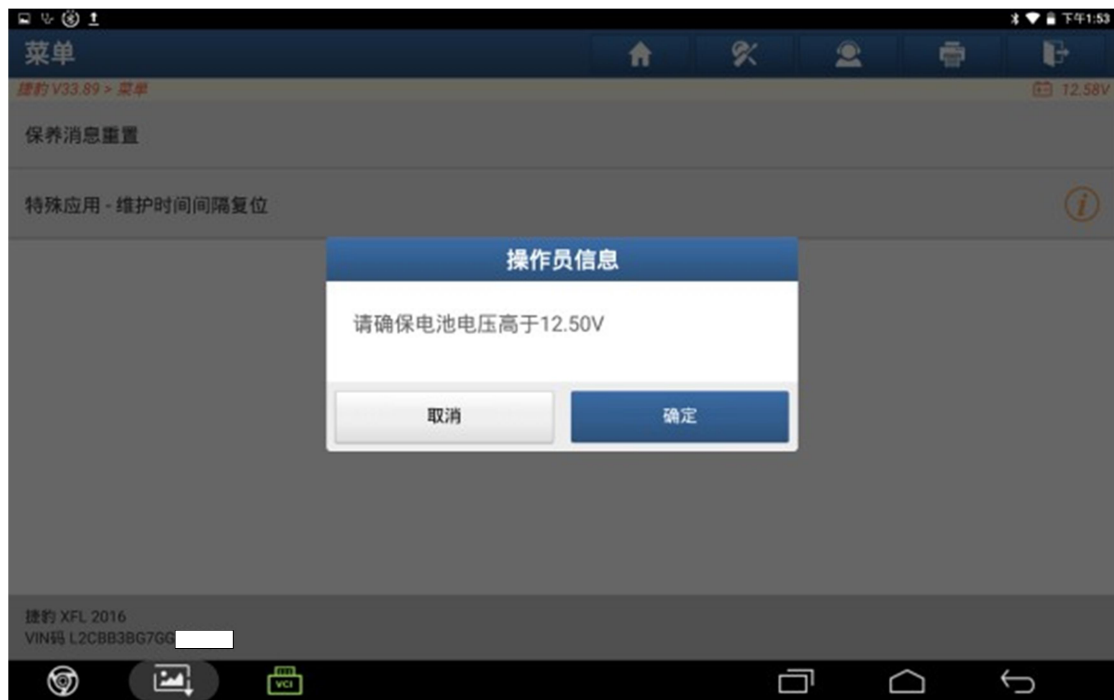 下午1:53
菜单
捷豹 V33.89 > 菜单
12.58V
保养消息重置
特殊应用 - 维护时间间隔复位
操作员信息
请确保电池电压高于12.50V
取消
确定
捷豹 XFL 2016
VIN码 L2CBB3BG7GG
VCI